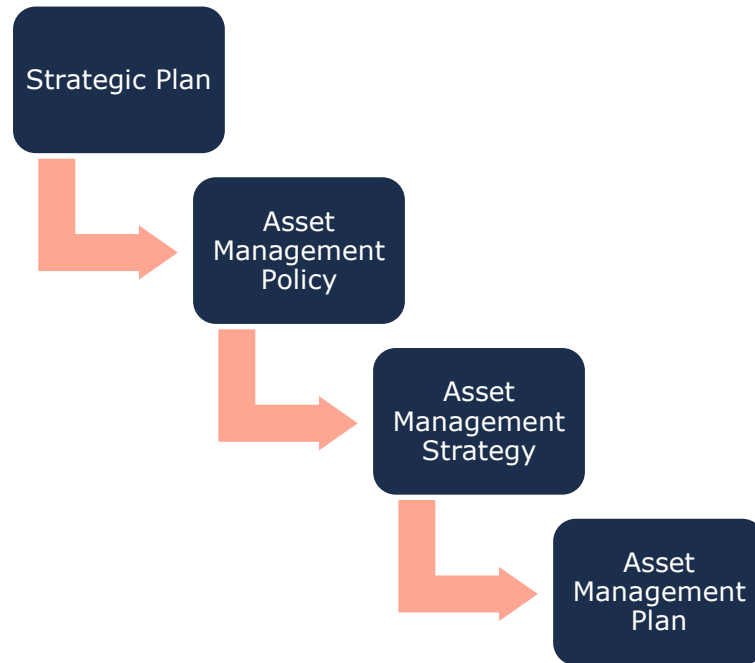 Strategic Plan
Asset
Management
Policy
Asset
Management
Strategy
Asset
Management
Plan